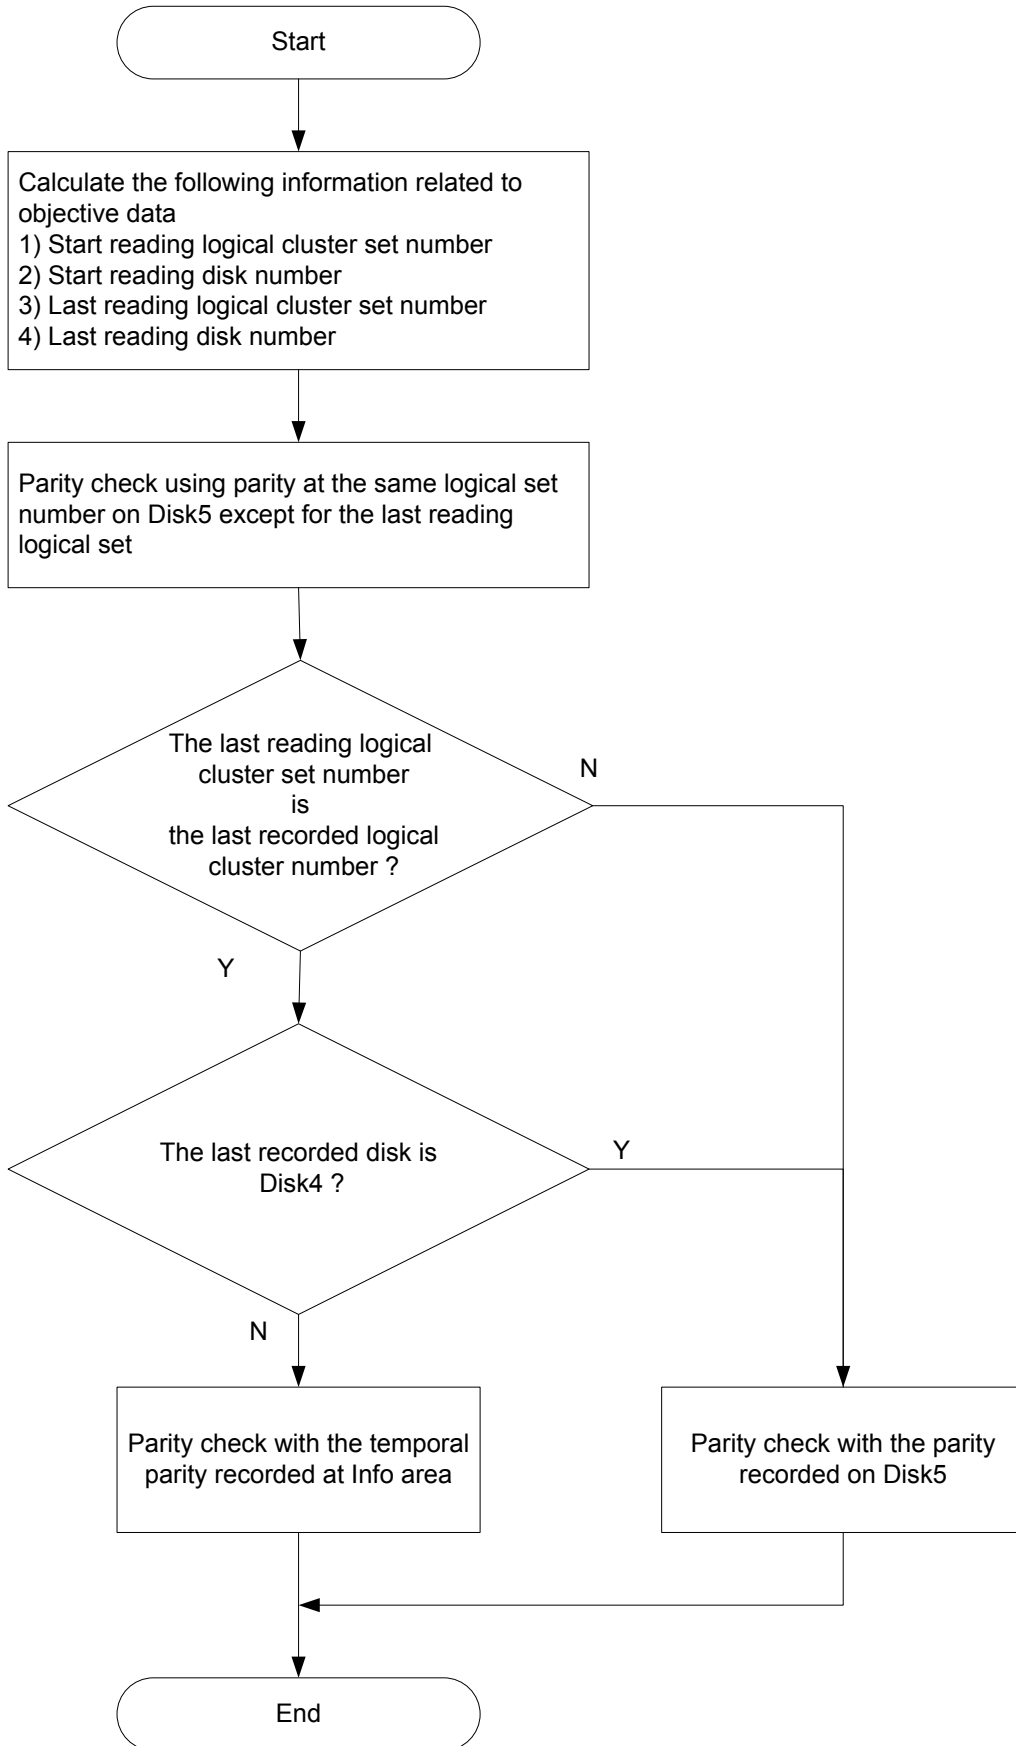 Start
Calculate the following information related to
objective data
1) Start reading logical cluster set number
2) Start reading disk number
3) Last reading logical cluster set number
4) Last reading disk number
Parity check using parity at the same logical set
number on Disk5 except for the last reading
logical set
The last reading logical
cluster set number
is
the last recorded logical
cluster number ?
N
Y
The last recorded disk is
Disk4 ?
Y
N
Parity check with the temporal
parity recorded at Info area
Parity check with the parity
recorded on Disk5
End